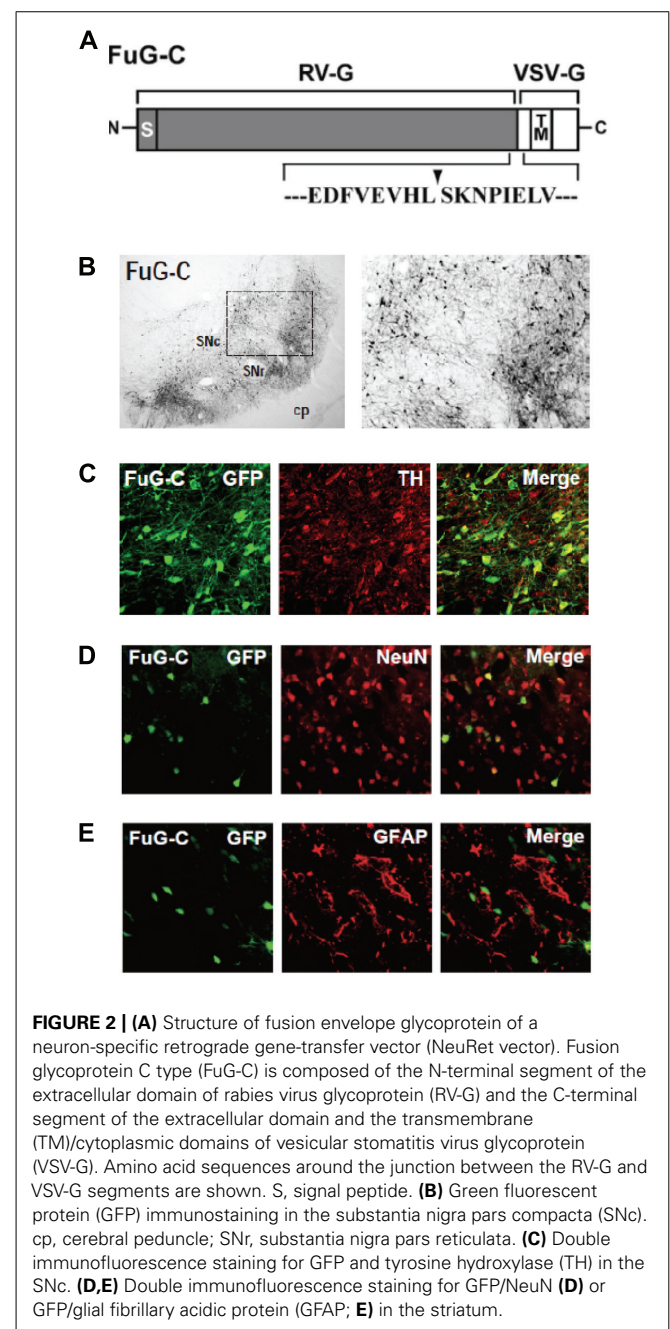 A
FuG-C
RV-G VSV-G
N S TM C
---EDFVEVHL SKNPIELV---
B
FuG-C
SNc
SNr
cp
C
FuG-C GFP TH Merge
D
FuG-C GFP NeuN Merge
E
FuG-C GFP GFAP Merge
FIGURE 2 | (A) Structure of fusion envelope glycoprotein of a
neuron-specific retrograde gene-transfer vector (NeuRet vector). Fusion
glycoprotein C type (FuG-C) is composed of the N-terminal segment of the
extracellular domain of rabies virus glycoprotein (RV-G) and the C-terminal
segment of the extracellular domain and the transmembrane
(TM)/cytoplasmic domains of vesicular stomatitis virus glycoprotein
(VSV-G). Amino acid sequences around the junction between the RV-G and
VSV-G segments are shown. S, signal peptide. (B) Green fluorescent
protein (GFP) immunostaining in the substantia nigra pars compacta (SNc).
cp, cerebral peduncle; SNr, substantia nigra pars reticulata. (C) Double
immunofluorescence staining for GFP and tyrosine hydroxylase (TH) in the
SNc. (D,E) Double immunofluorescence staining for GFP/NeuN (D) or
GFP/glial fibrillary acidic protein (GFAP; E) in the striatum.